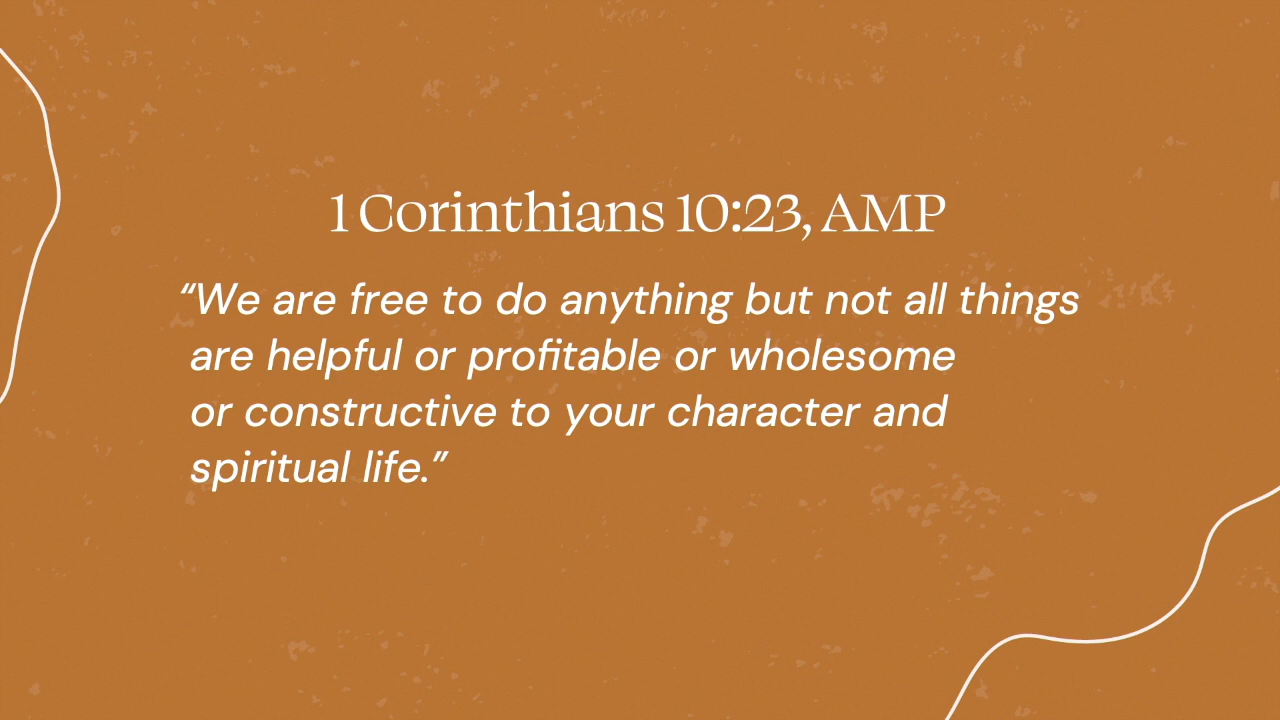 1 Corinthians 10:23, AMP
“We are free to do anything but not all things
are helpful or profitable or wholesome
or constructive to your character and
spiritual life.”